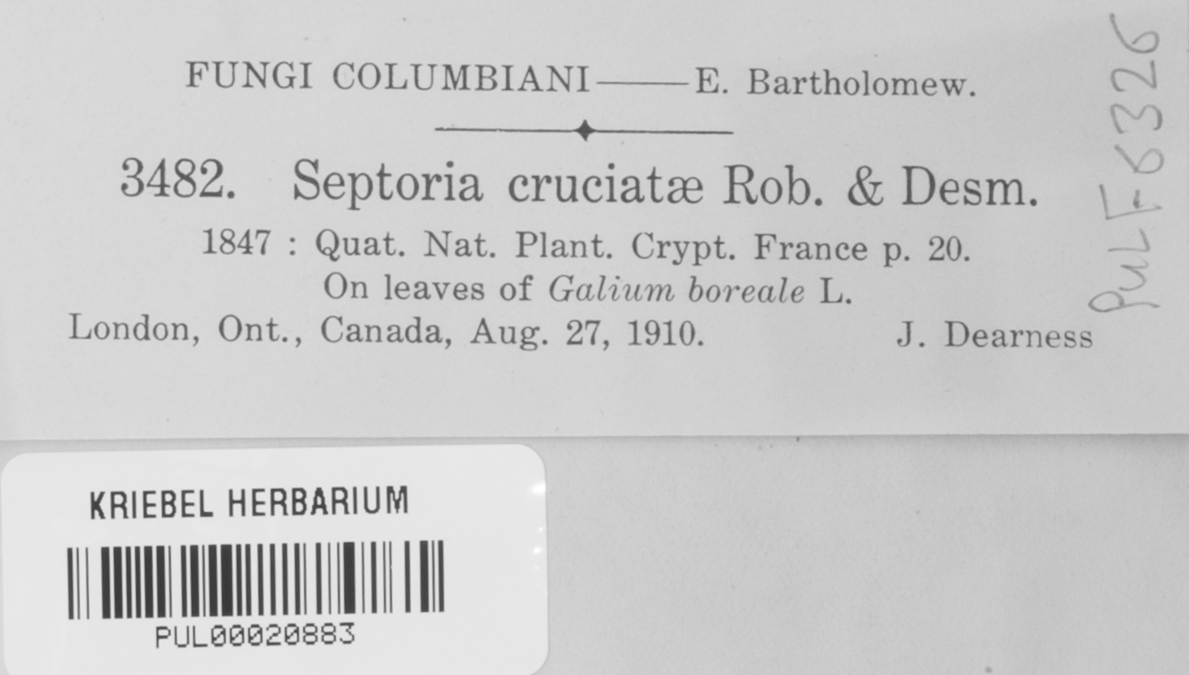 FUNGI COLUMBIANI——E. Bartholomew.
3482. Septoria cruciatæ Rob. & Desm.
1847 : Quat. Nat. Plant. Crypt. France p. 20.
On leaves of Galium boreale L.
London, Ont., Canada, Aug. 27, 1910. J. Dearness
PUL F6326
KRIEBEL HERBARIUM
PUL00020883